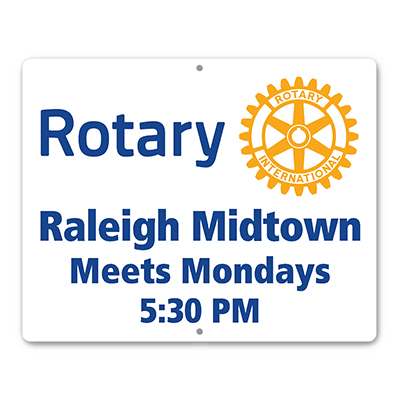 Rotary
ROTARY
INTERNATIONAL
Raleigh Midtown
Meets Mondays
5:30 PM